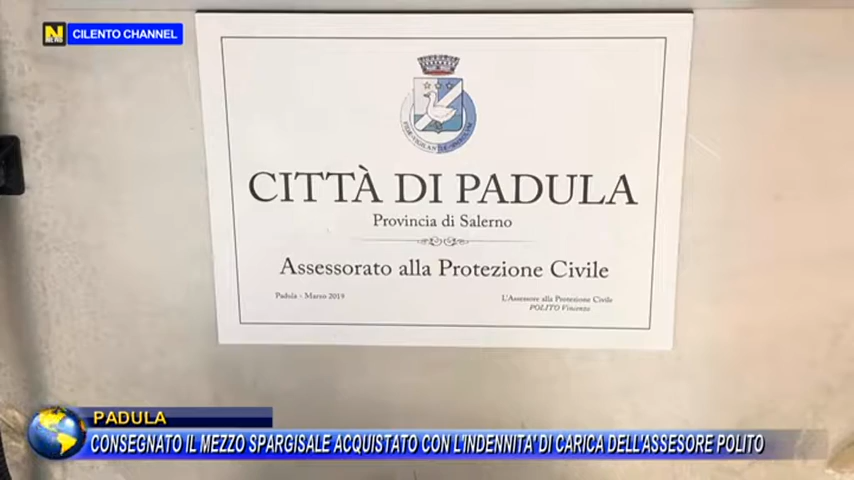 CILENTO CHANNEL
CITTÀ DI PADULA
Provincia di Salerno
Assessorato alla Protezione Civile
Padula - Marzo 2019
L'Assessore alla Protezione Civile
POLITO Vincenzo
PADULA
CONSEGNATO IL MEZZO SPARGISALE ACQUISTATO CON L'INDENNITA' DI CARICA DELL'ASSESORE POLITO